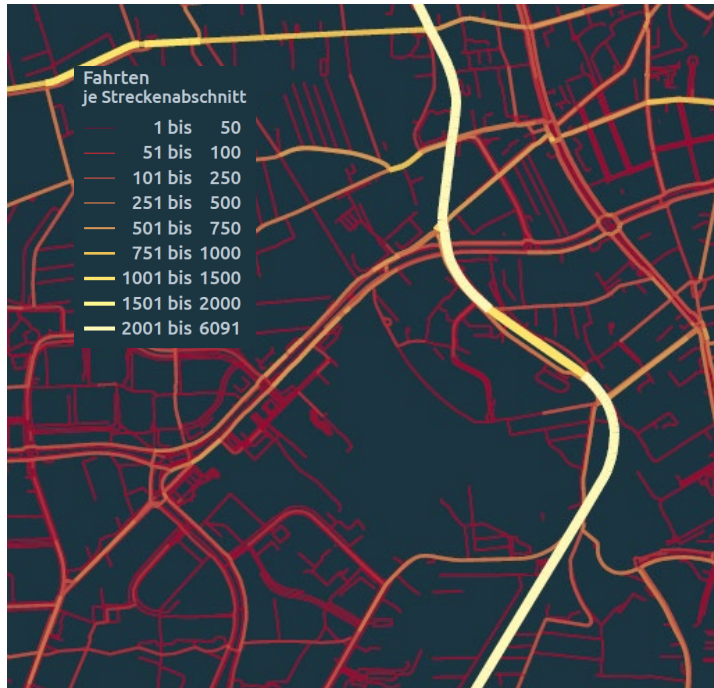 Fahrten
je Streckenabschnitt
1 bis 50
51 bis 100
101 bis 250
251 bis 500
501 bis 750
751 bis 1000
1001 bis 1500
1501 bis 2000
2001 bis 6091